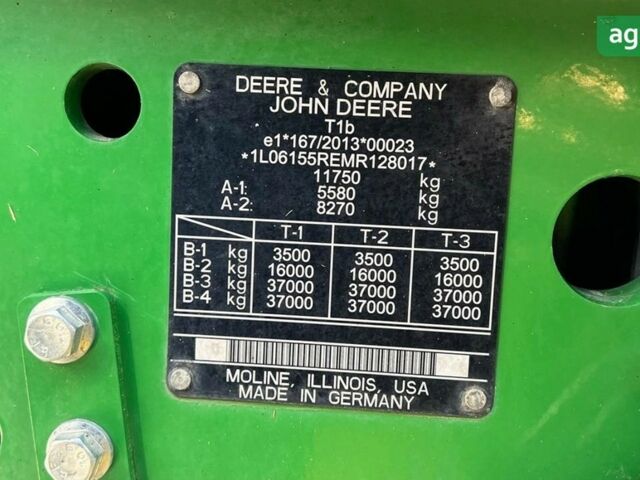 ag
DEERE & COMPANY
JOHN DEERE
T1b
e1*167/2013*00023
*1L06155REMR128017*
11750 kg
A-1: 5580 kg
A-2: 8270 kg
T-1 T-2 T-3
B-1 kg 3500 3500 3500
B-2 kg 16000 16000 16000
B-3 kg 37000 37000 37000
B-4 kg 37000 37000 37000
MOLINE, ILLINOIS, USA
MADE IN GERMANY